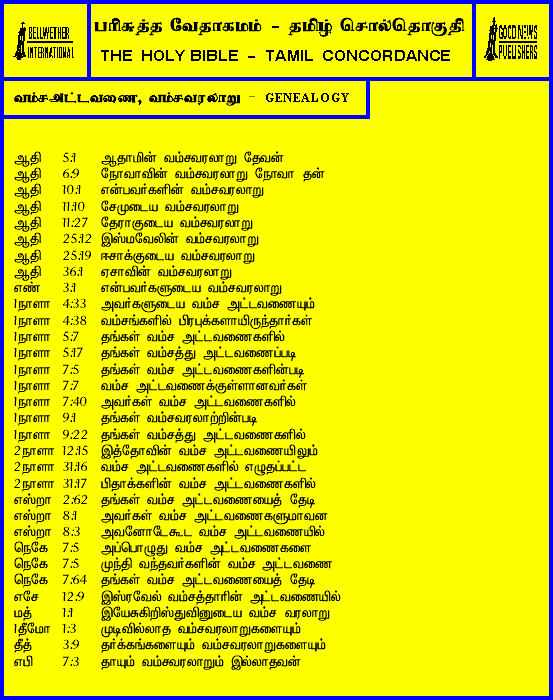 BELLWETHER
INTERNATIONAL
பரிசுத்த வேதாகமம் - தமிழ் சொல்தொகுதி
THE HOLY BIBLE - TAMIL CONCORDANCE
GOOD NEWS
PUBLISHERS
வம்சஅட்டவணை, வம்சவரலாறு - GENEALOGY
ஆதி 5:1 ஆதாமின் வம்சவரலாறு தேவன்
ஆதி 6:9 நோவாவின் வம்சவரலாறு நோவா தன்
ஆதி 10:1 என்பவர்களின் வம்சவரலாறு
ஆதி 11:10 சேமுடைய வம்சவரலாறு
ஆதி 11:27 தேராகுடைய வம்சவரலாறு
ஆதி 25:12 இஸ்மவேலின் வம்சவரலாறு
ஆதி 25:19 ஈசாக்குடைய வம்சவரலாறு
ஆதி 36:1 ஏசாவின் வம்சவரலாறு
எண் 3:1 என்பவர்களுடைய வம்சவரலாறு
1நாளா 4:33 அவர்களுடைய வம்ச அட்டவணையும்
1நாளா 4:38 வம்சங்களில் பிரபுக்களாயிருந்தார்கள்
1நாளா 5:7 தங்கள் வம்ச அட்டவணைகளில்
1நாளா 5:17 தங்கள் வம்சத்து அட்டவணைப்படி
1நாளா 7:5 தங்கள் வம்ச அட்டவணைகளின்படி
1நாளா 7:7 வம்ச அட்டவணைக்குள்ளானவர்கள்
1நாளா 7:40 அவர்கள் வம்ச அட்டவணைகளில்
1நாளா 9:1 தங்கள் வம்சவரலாற்றின்படி
1நாளா 9:22 தங்கள் வம்சத்து அட்டவணைகளில்
2நாளா 12:15 இத்தோவின் வம்ச அட்டவணையிலும்
2நாளா 31:16 வம்ச அட்டவணைகளில் எழுதப்பட்ட
2நாளா 31:17 பிதாக்களின் வம்ச அட்டவணைகளில்
எஸ்றா 2:62 தங்கள் வம்ச அட்டவணையைத் தேடி
எஸ்றா 8:1 அவர்கள் வம்ச அட்டவணைகளுமாவன
எஸ்றா 8:3 அவனோடேகூட வம்ச அட்டவணையில்
நெகே 7:5 அப்பொழுது வம்ச அட்டவணைகளை
நெகே 7:5 முந்தி வந்தவர்களின் வம்ச அட்டவணை
நெகே 7:64 தங்கள் வம்ச அட்டவணையைத் தேடி
எசே 12:9 இஸ்ரவேல் வம்சத்தாரின் அட்டவணையில்
மத் 1:1 இயேசுகிறிஸ்துவினுடைய வம்ச வரலாறு
1தீமோ 1:3 முடிவில்லாத வம்சவரலாறுகளையும்
தீத் 3:9 தர்க்கங்களையும் வம்சவரலாறுகளையும்
எபி 7:3 தாயும் வம்சவரலாறும் இல்லாதவன்